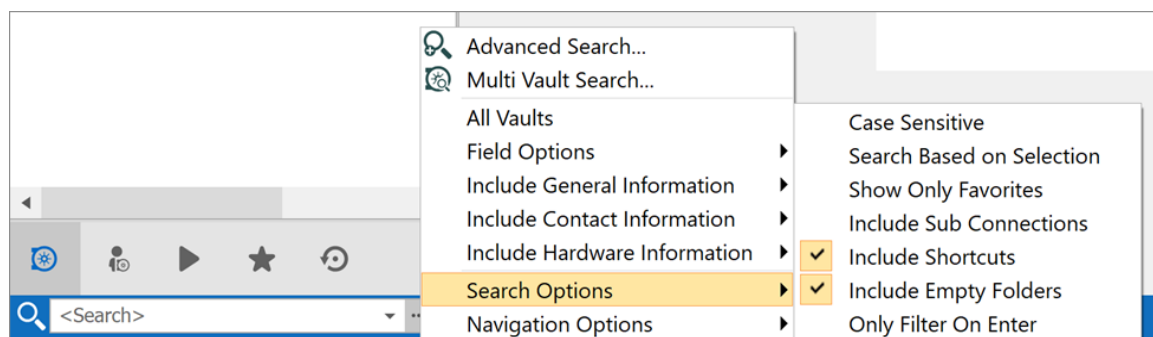 Advanced Search...
Multi Vault Search...
All Vaults
Field Options
Include General Information
Include Contact Information
Include Hardware Information
Search Options
Navigation Options
Case Sensitive
Search Based on Selection
Show Only Favorites
Include Sub Connections
Include Shortcuts
Include Empty Folders
Only Filter On Enter
<Search>